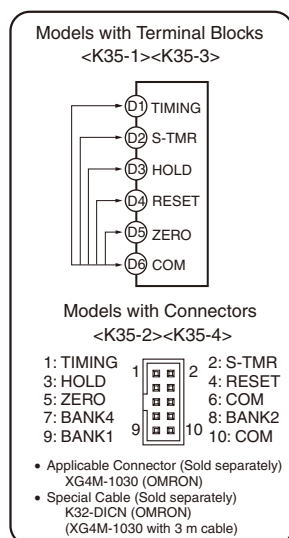 Models with Terminal Blocks
<K35-1><K35-3>
D1 TIMING
D2 S-TMR
D3 HOLD
D4 RESET
D5 ZERO
D6 COM
Models with Connectors
<K35-2><K35-4>
1: TIMING
3: HOLD
5: ZERO
7: BANK4
9: BANK1
1 2
9 10
2: S-TMR
4: RESET
6: COM
8: BANK2
10: COM
• Applicable Connector (Sold separately)
XG4M-1030 (OMRON)
• Special Cable (Sold separately)
K32-DICN (OMRON)
(XG4M-1030 with 3 m cable)